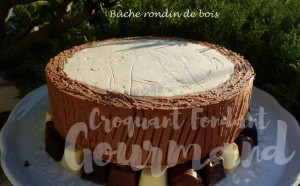 Bûche rondin de bois
Croquant Fondant
Gourmand